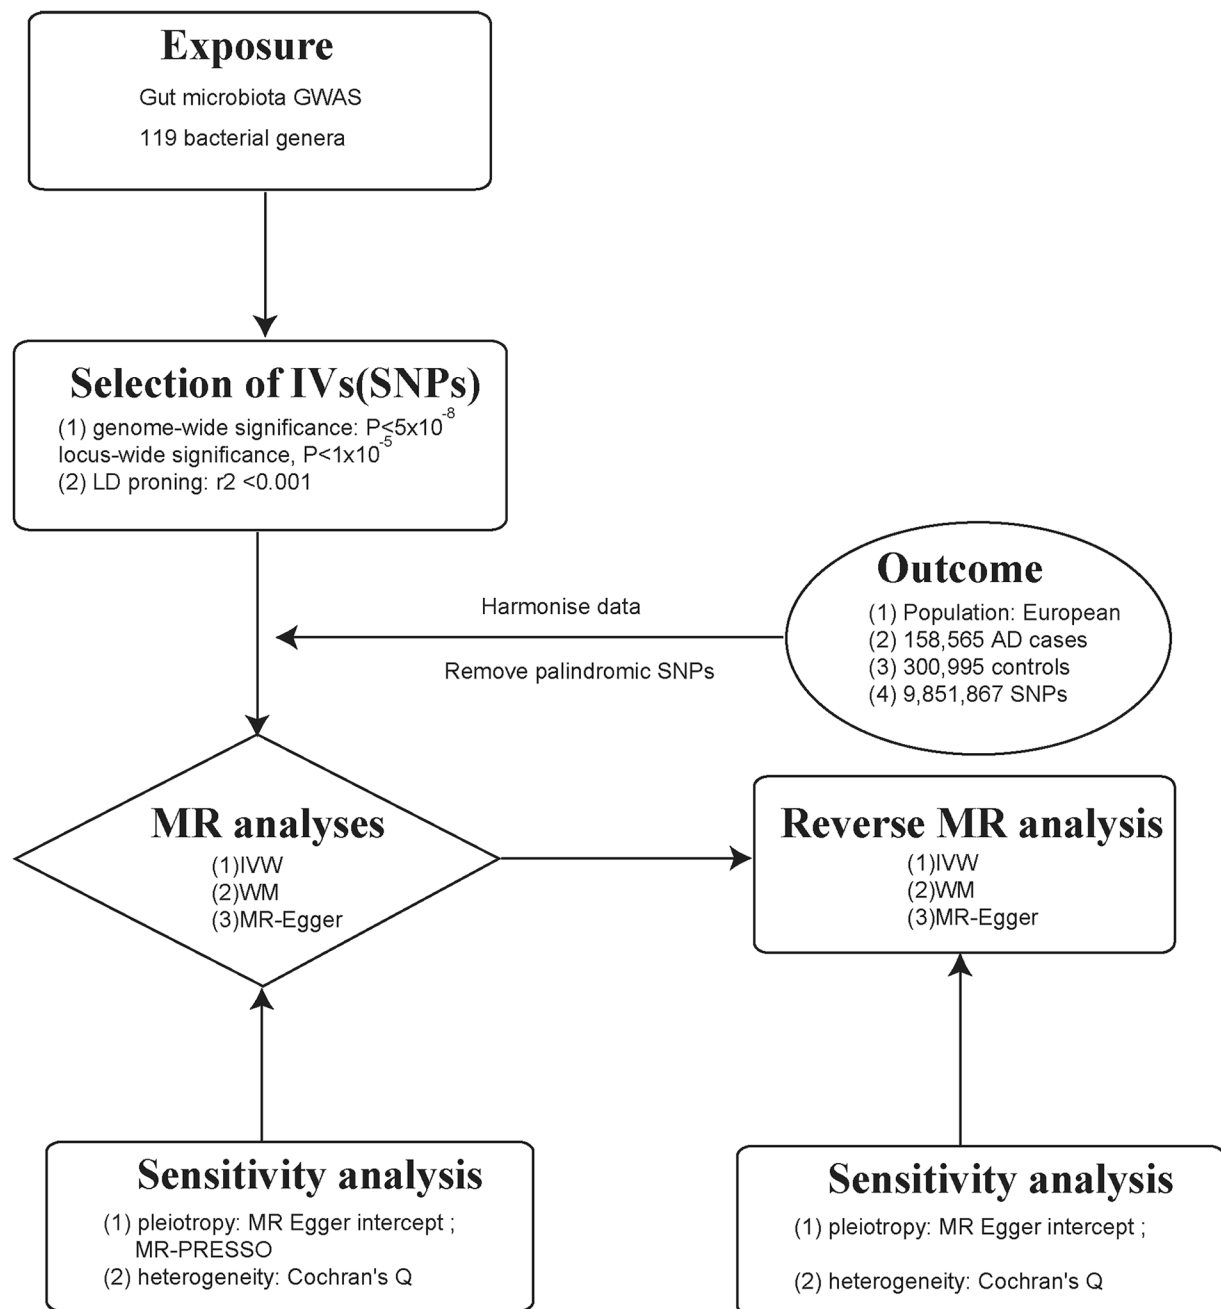 Exposure
Gut microbiota GWAS
119 bacterial genera
Selection of IVs(SNPs)
(1) genome-wide significance: P<5x10⁻⁸
locus-wide significance, P<1x10⁻⁵
(2) LD proning: r2 <0.001
Outcome
(1) Population: European
(2) 158,565 AD cases
(3) 300,995 controls
(4) 9,851,867 SNPs
Harmonise data
Remove palindromic SNPs
MR analyses
(1)IVW
(2)WM
(3)MR-Egger
Reverse MR analysis
(1)IVW
(2)WM
(3)MR-Egger
Sensitivity analysis
(1) pleiotropy: MR Egger intercept ;
MR-PRESSO
(2) heterogeneity: Cochran's Q
Sensitivity analysis
(1) pleiotropy: MR Egger intercept ;
(2) heterogeneity: Cochran's Q